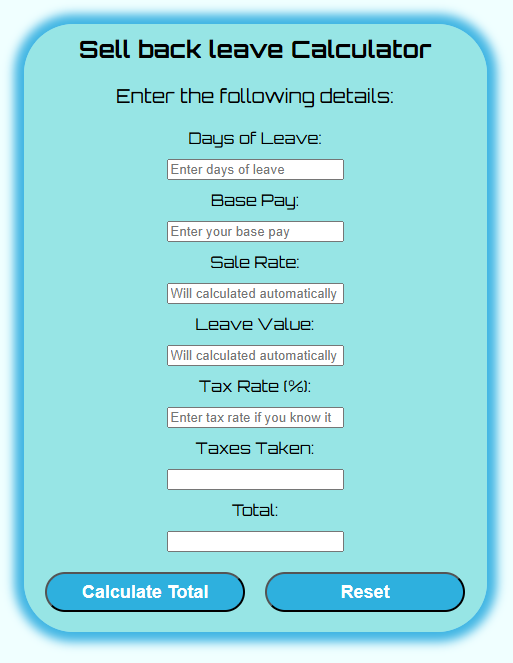 Sell back leave Calculator
Enter the following details:
Days of Leave:
Enter days of leave
Base Pay:
Enter your base pay
Sale Rate:
Will calculated automatically
Leave Value:
Will calculated automatically
Tax Rate (%):
Enter tax rate if you know it
Taxes Taken:
Total:
Calculate Total
Reset